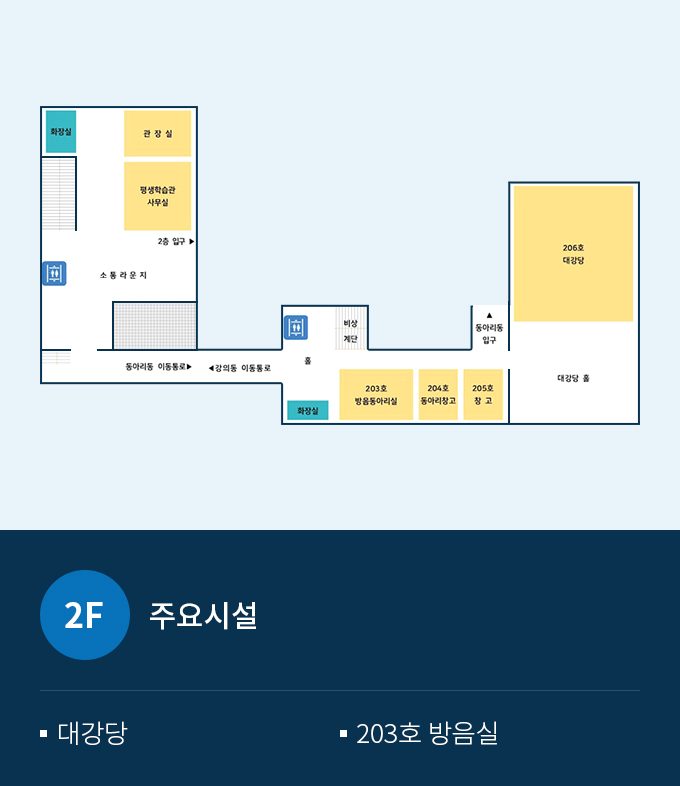 화장실
관 장 실
평생학습관
사무실
2층 입구 ▶
소 통 라 운 지
동아리동 이동통로▶
◀강의동 이동통로
비상
계단
홀
화장실
203호
방음동아리실
204호
동아리창고
205호
창 고
▲
동아리동
입구
206호
대강당
대강당 홀
2F 주요시설
대강당
203호 방음실